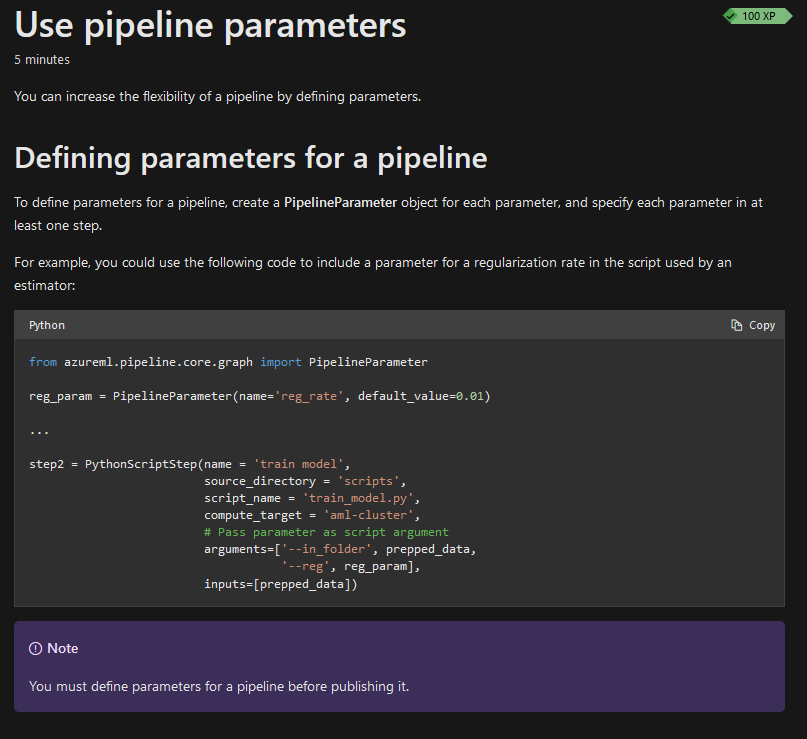 Use pipeline parameters
100 XP
5 minutes
You can increase the flexibility of a pipeline by defining parameters.
Defining parameters for a pipeline
To define parameters for a pipeline, create a PipelineParameter object for each parameter, and specify each parameter in at
least one step.
For example, you could use the following code to include a parameter for a regularization rate in the script used by an
estimator:
Python
Copy
from azureml.pipeline.core.graph import PipelineParameter
reg_param = PipelineParameter(name='reg_rate', default_value=0.01)
...
step2 = PythonScriptStep(name = 'train model',
source_directory = 'scripts',
script_name = 'train_model.py',
compute_target = 'aml-cluster',
# Pass parameter as script argument
arguments=['--in_folder', prepped_data,
'--reg', reg_param],
inputs=[prepped_data])
Note
You must define parameters for a pipeline before publishing it.